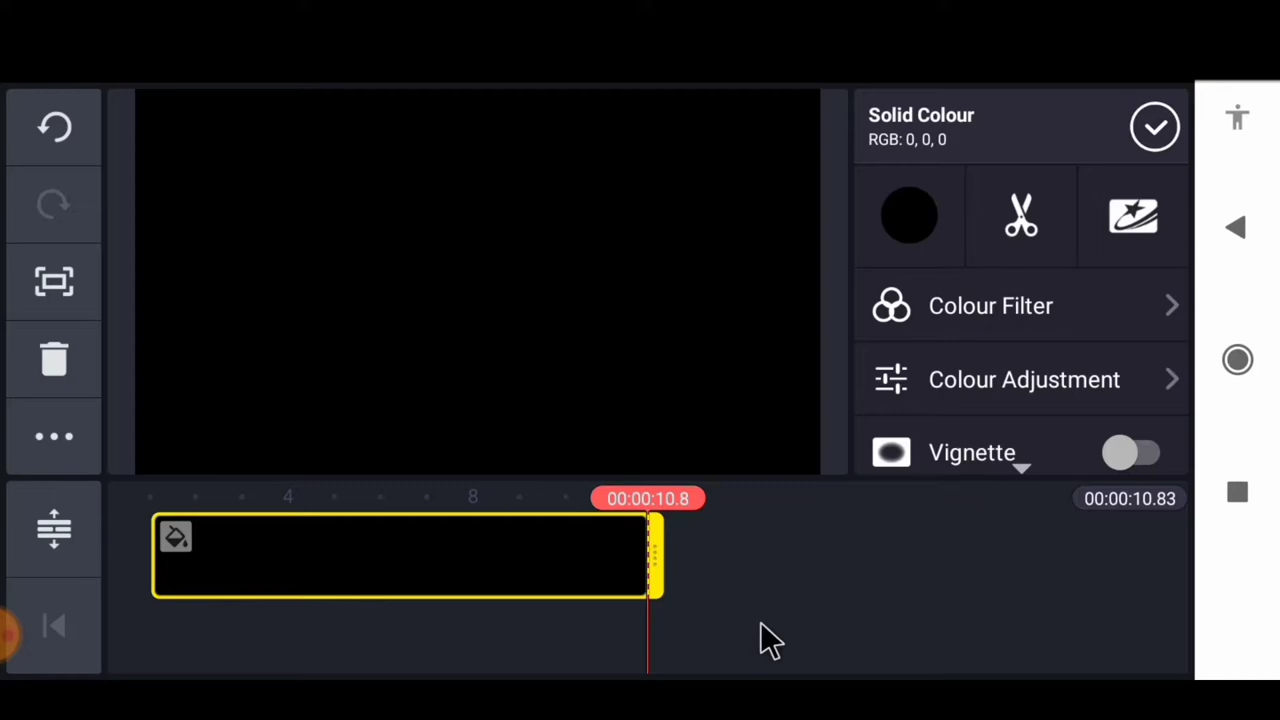 Solid Colour
RGB: 0, 0, 0
Colour Filter
Colour Adjustment
Vignette
4
8
00:00:10.8
00:00:10.83